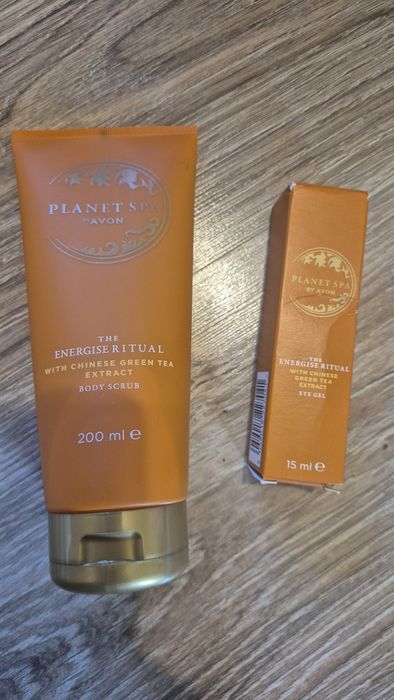 PLANET SPA
BY AVON
THE
ENERGISE RITUAL
WITH CHINESE GREEN TEA
EXTRACT
BODY SCRUB
200 ml e
PLANET SPA
BY AVON
THE
ENERGISE RITUAL
WITH CHINESE
GREEN TEA
EXTRACT
EYE GEL
15 ml e